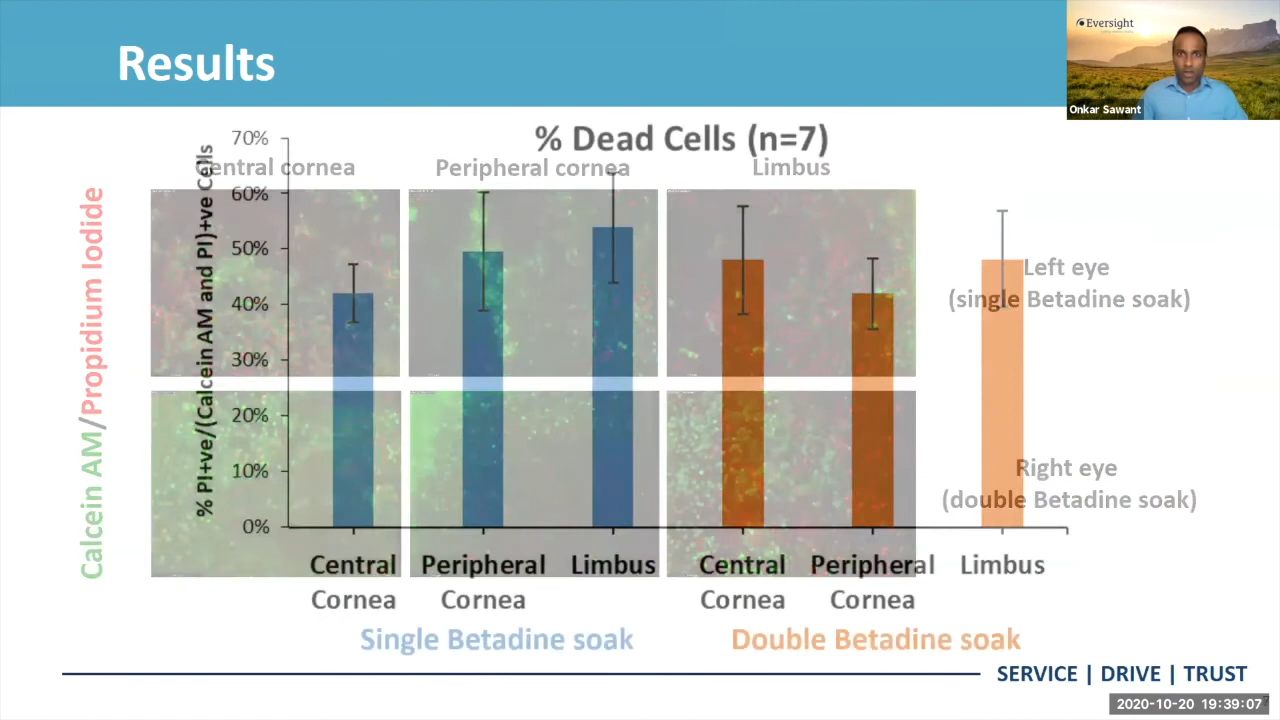 Results
Eversight
Onkar Sawant
% Dead Cells (n=7)
Central cornea
Peripheral cornea
Limbus
Calcein AM/Propidium Iodide
% PI+ve/(Calcein AM and PI)+ve Cells
70%
60%
50%
40%
30%
20%
10%
0%
Left eye
(single Betadine soak)
Right eye
(double Betadine soak)
Central
Cornea
Peripheral
Cornea
Limbus
Central
Cornea
Peripheral
Cornea
Limbus
Single Betadine soak
Double Betadine soak
SERVICE | DRIVE | TRUST
2020-10-20 19:39:07